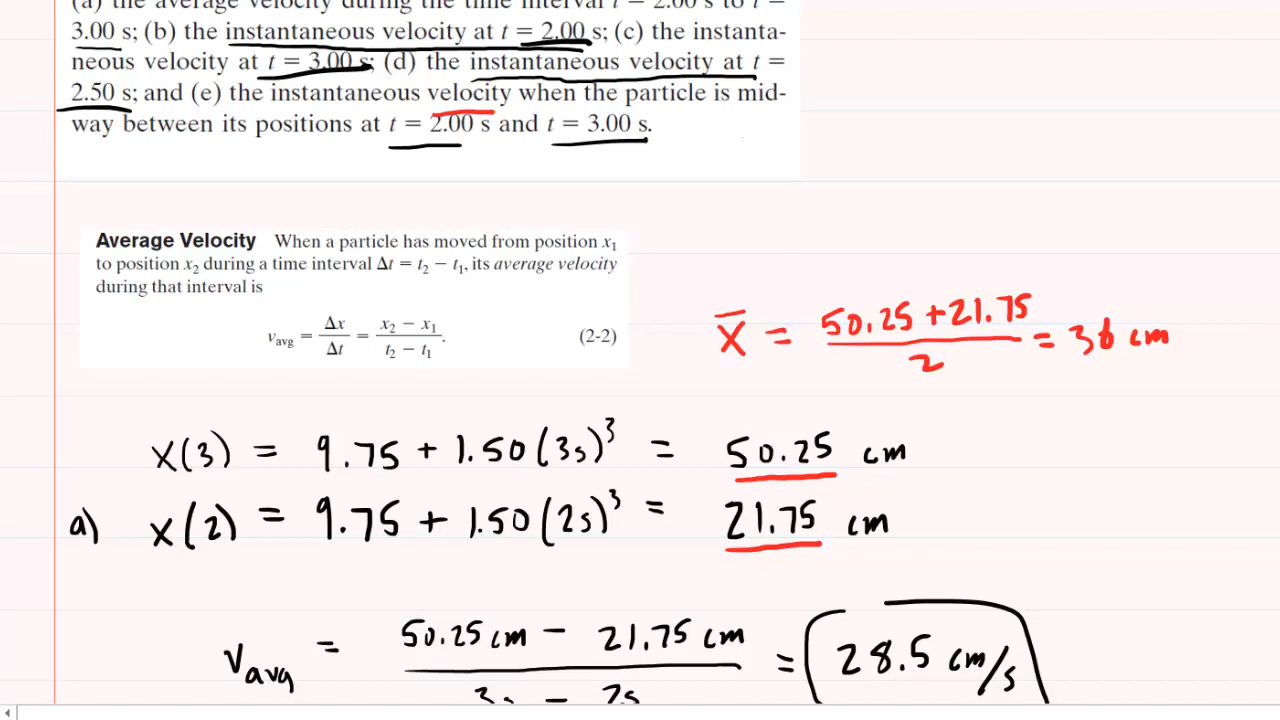 (a) the average velocity during the time interval t = 2.00 s to t =
3.00 s; (b) the instantaneous velocity at t = 2.00 s; (c) the instanta-
neous velocity at t = 3.00 s; (d) the instantaneous velocity at t =
2.50 s; and (e) the instantaneous velocity when the particle is mid-
way between its positions at t = 2.00 s and t = 3.00 s.
Average Velocity When a particle has moved from position x₁
to position x₂ during a time interval Δt = t₂ − t₁, its average velocity
during that interval is
v_avg = Δx/Δt = (x₂ − x₁)/(t₂ − t₁). (2-2)
x̄ = (50.25 + 21.75)/2 = 36 cm
x(3) = 9.75 + 1.50(3s)³ = 50.25 cm
a) x(2) = 9.75 + 1.50(2s)³ = 21.75 cm
v_avg = (50.25 cm − 21.75 cm)/(3s − 2s) = 28.5 cm/s